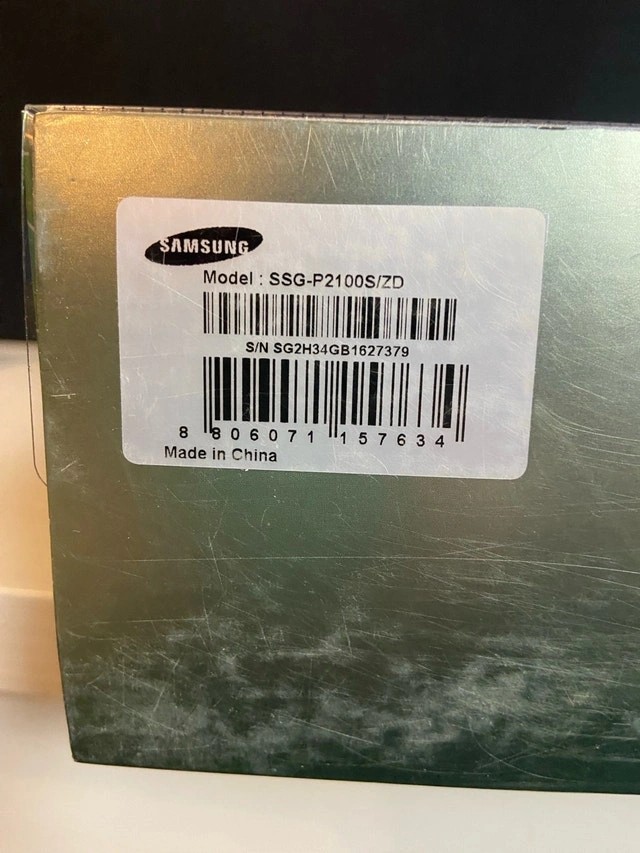 SAMSUNG
Model : SSG-P2100S/ZD
S/N SG2H34GB1627379
8 806071 157634
Made in China